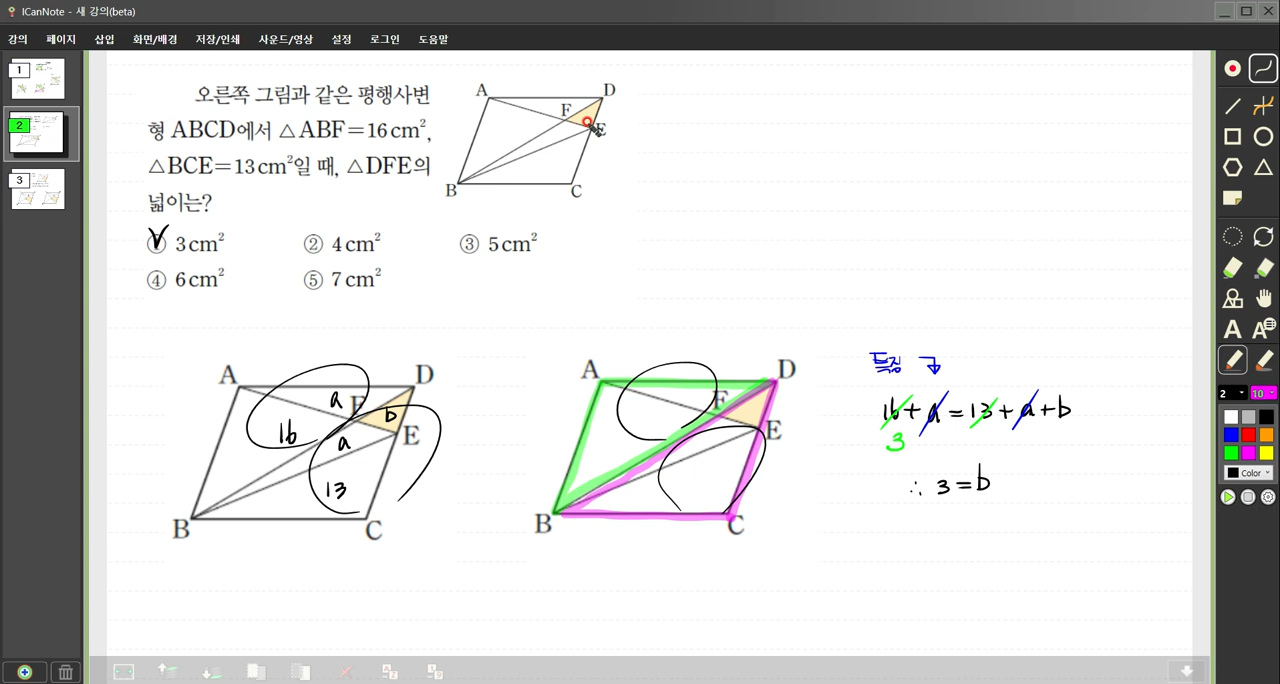 ICanNote - 새 강의(beta)
강의 페이지 삽입 화면/배경 저장/인쇄 사운드/영상 설정 로그인 도움말
1
2
3
오른쪽 그림과 같은 평행사변
형 ABCD에서 △ABF=16cm²,
△BCE=13cm²일 때, △DFE의
넓이는?
① 3cm² ② 4cm² ③ 5cm²
④ 6cm² ⑤ 7cm²
A D
F
E
B C
A D
a F b
16 a E
13
B C
A D
F
E
B C
특징
16+a=13+a+b
3
∴ 3=b
A A
2 10
Color